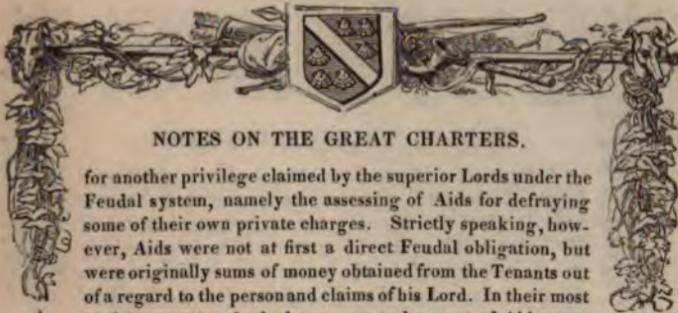 NOTES ON THE GREAT CHARTERS.
for another privilege claimed by the superior Lords under the
Feudal system, namely the assessing of Aids for defraying
some of their own private charges. Strictly speaking, how-
ever, Aids were not at first a direct Feudal obligation, but
were originally sums of money obtained from the Tenants out
of a regard to the person and claims of his Lord. In their most